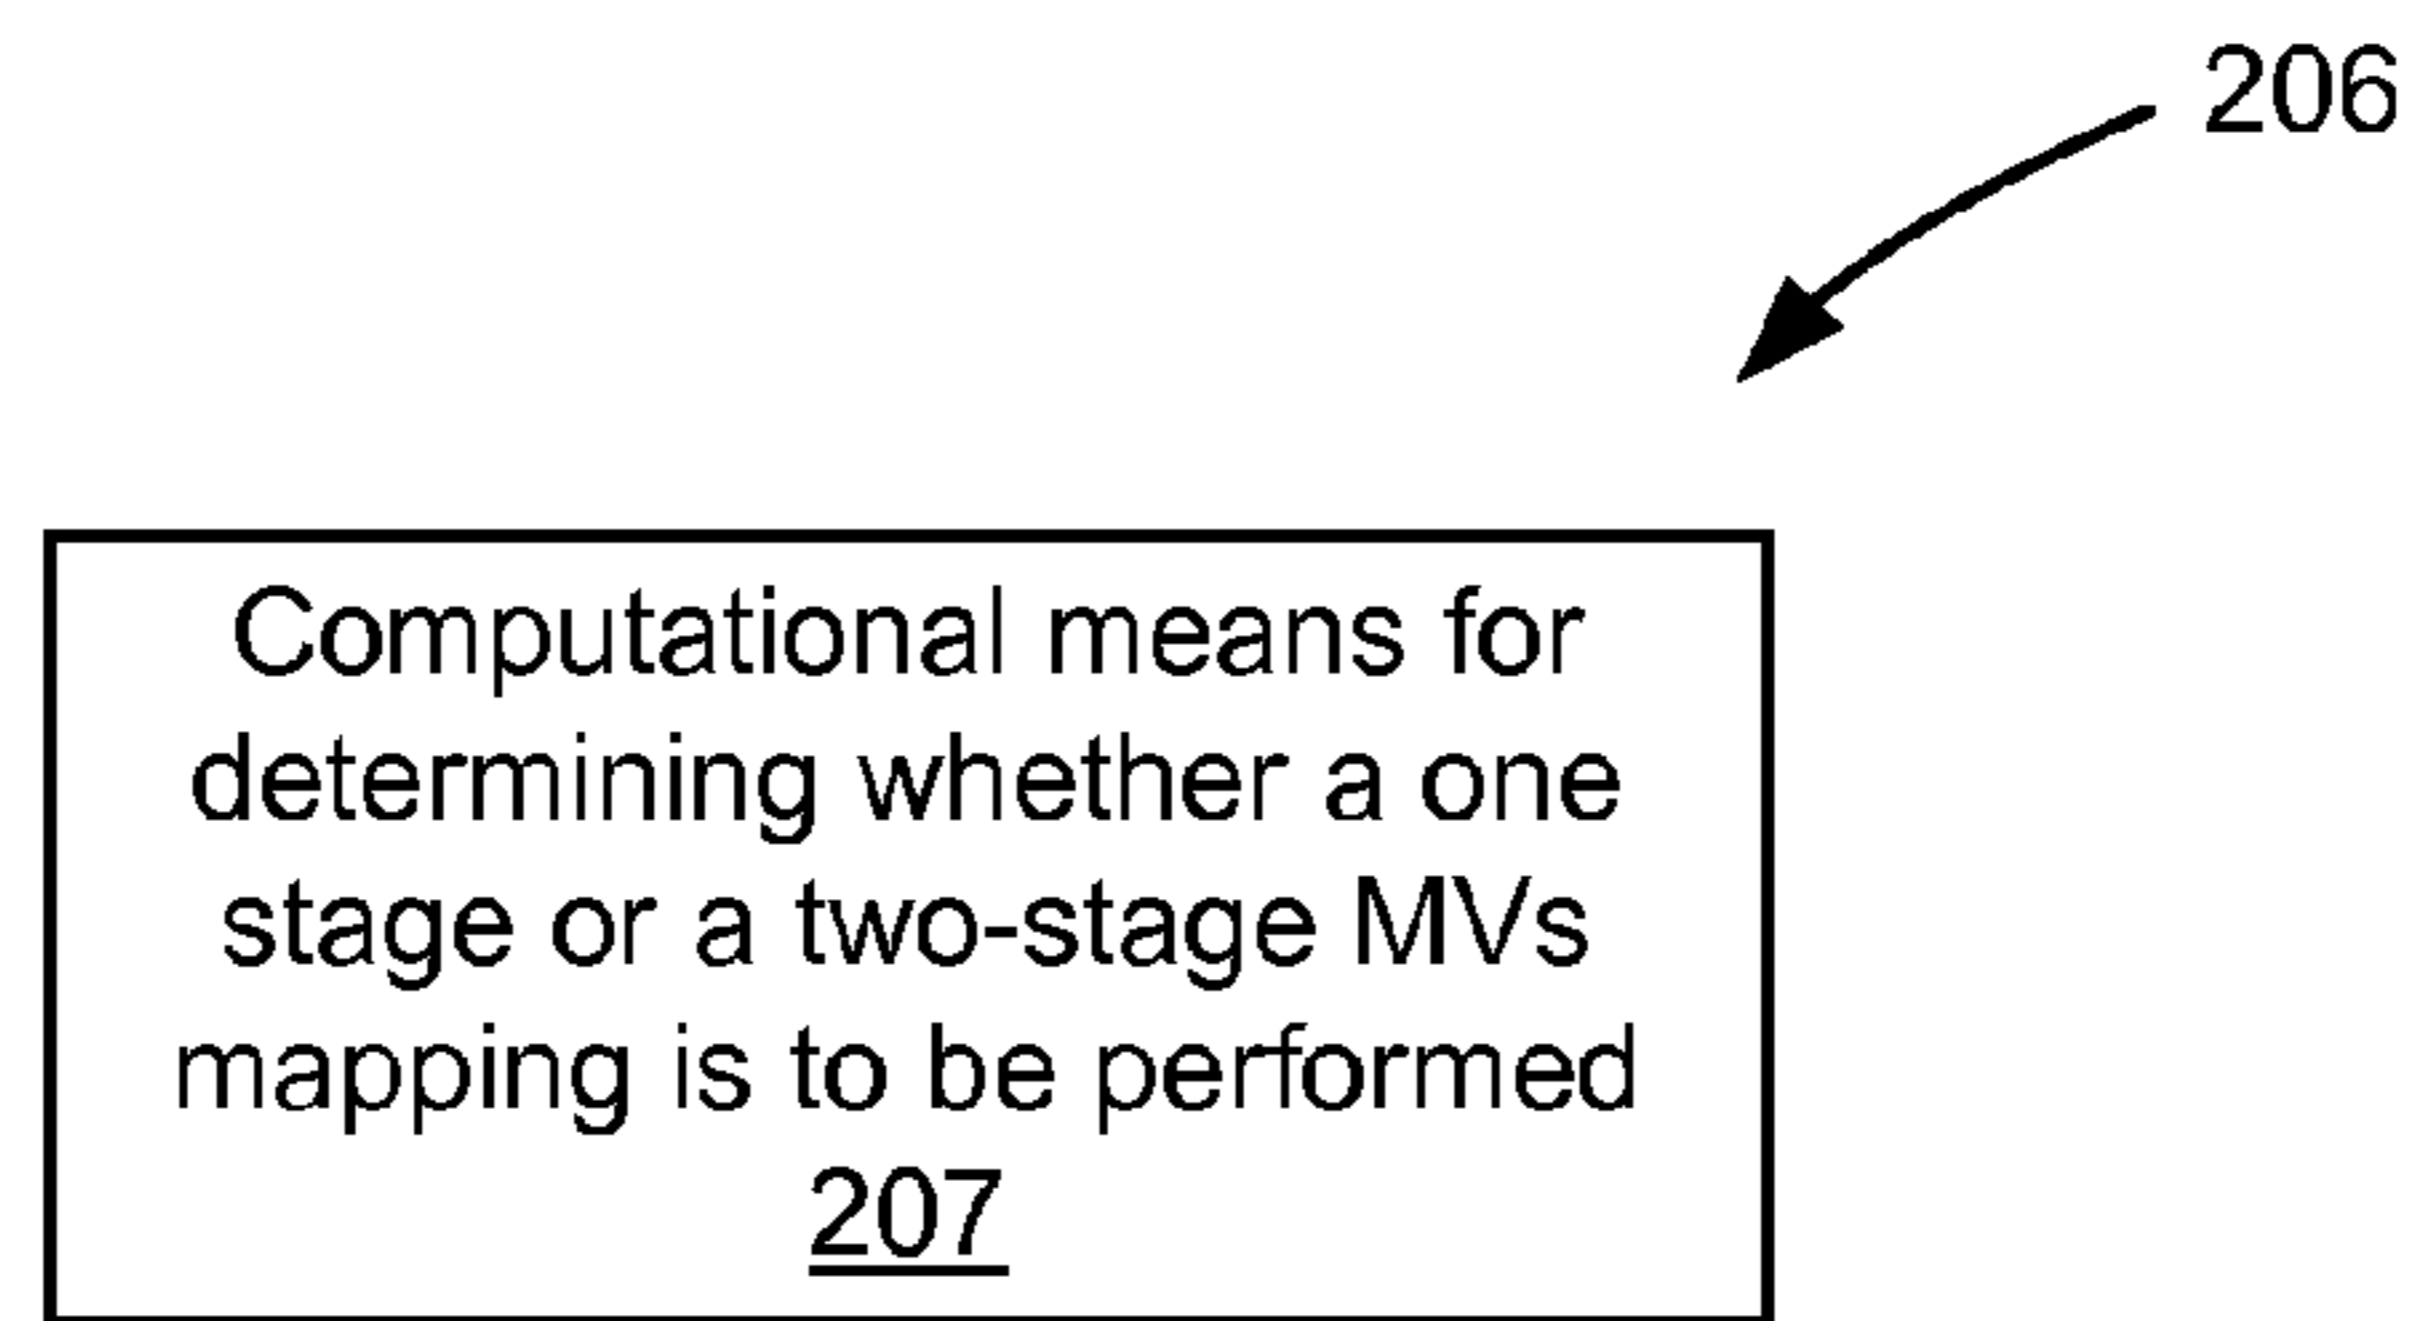 206
Computational means for
determining whether a one
stage or a two-stage MVs
mapping is to be performed
207